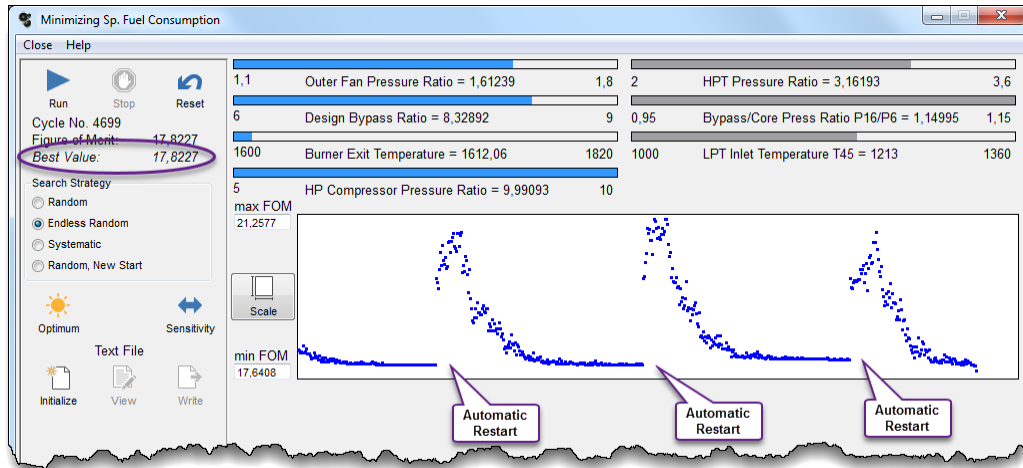 Minimizing Sp. Fuel Consumption
Close Help
Run Stop Reset
Cycle No. 4699
Figure of Merit: 17,8227
Best Value: 17,8227
Search Strategy
Random
Endless Random
Systematic
Random, New Start
Optimum Sensitivity
Text File
Initialize View Write
1,1 Outer Fan Pressure Ratio = 1,61239 1,8
6 Design Bypass Ratio = 8,32892 9
1600 Burner Exit Temperature = 1612,06 1820
5 HP Compressor Pressure Ratio = 9,99093 10
2 HPT Pressure Ratio = 3,16193 3,6
0,95 Bypass/Core Press Ratio P16/P6 = 1,14995 1,15
1000 LPT Inlet Temperature T45 = 1213 1360
max FOM
21,2577
Scale
min FOM
17,6408
Automatic
Restart
Automatic
Restart
Automatic
Restart